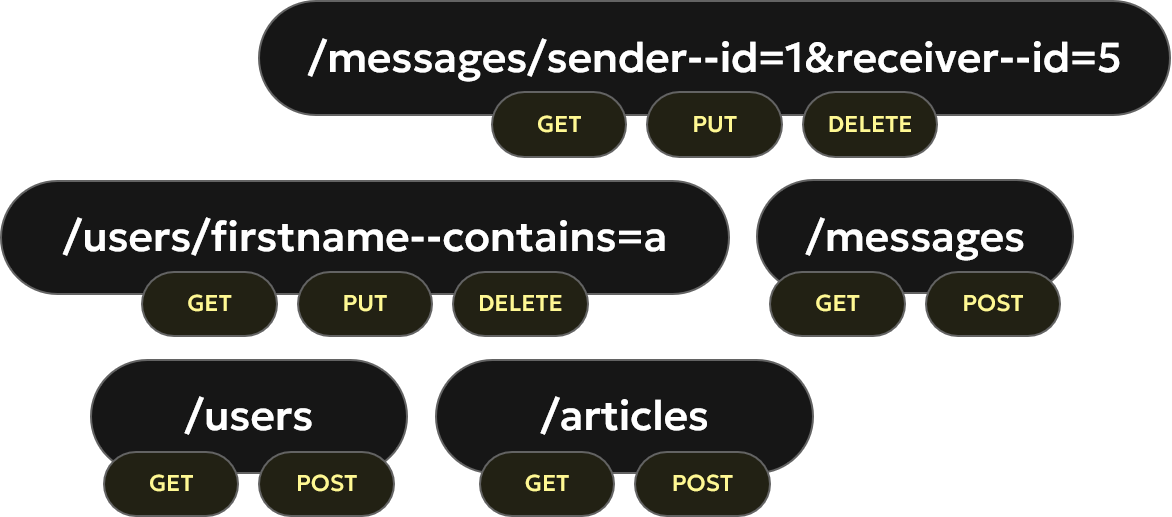 /messages/sender--id=1&receiver--id=5
GET PUT DELETE
/users/firstname--contains=a
GET PUT DELETE
/messages
GET POST
/users
GET POST
/articles
GET POST